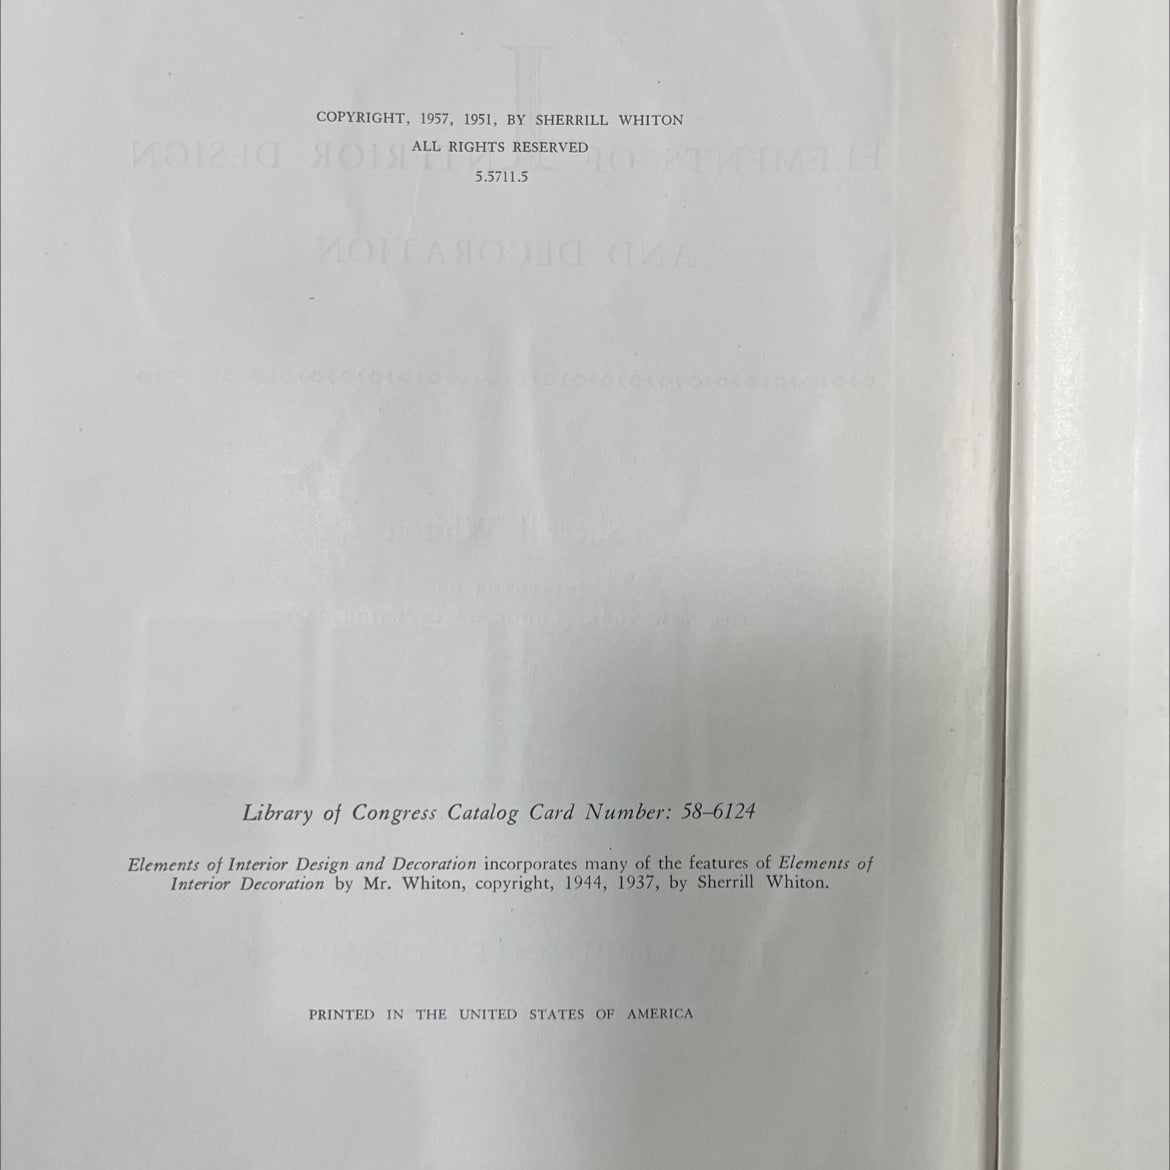 COPYRIGHT, 1957, 1951, BY SHERRILL WHITON
ALL RIGHTS RESERVED
5.5711.5
Library of Congress Catalog Card Number: 58–6124
Elements of Interior Design and Decoration incorporates many of the features of Elements of
Interior Decoration by Mr. Whiton, copyright, 1944, 1937, by Sherrill Whiton.
PRINTED IN THE UNITED STATES OF AMERICA